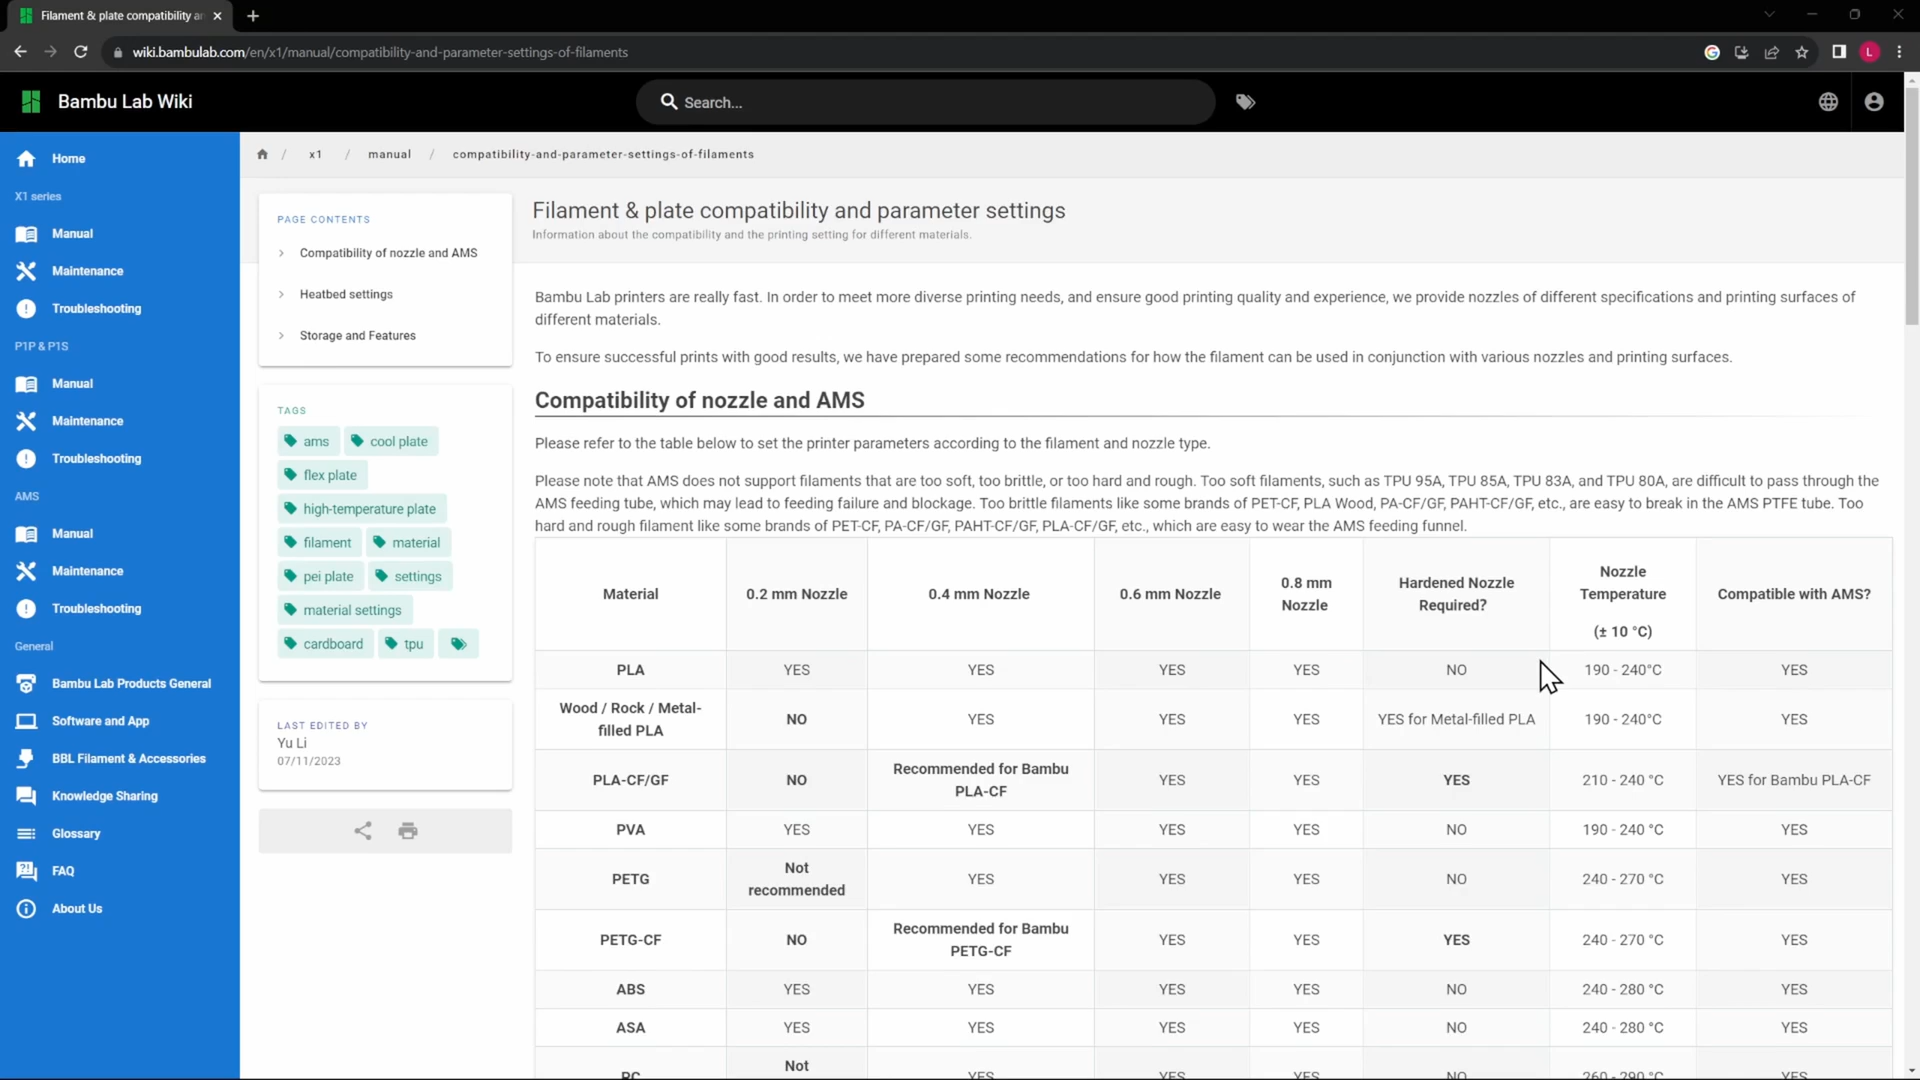 Filament & plate compatibility an
wiki.bambulab.com/en/x1/manual/compatibility-and-parameter-settings-of-filaments
L
Bambu Lab Wiki
Search...
Home
X1 series
Manual
Maintenance
Troubleshooting
P1P & P1S
Manual
Maintenance
Troubleshooting
AMS
Manual
Maintenance
Troubleshooting
General
Bambu Lab Products General
Software and App
BBL Filament & Accessories
Knowledge Sharing
Glossary
FAQ
About Us
/ x1 / manual / compatibility-and-parameter-settings-of-filaments
PAGE CONTENTS
Compatibility of nozzle and AMS
Heatbed settings
Storage and Features
TAGS
ams cool plate
flex plate
high-temperature plate
filament material
pei plate settings
material settings
cardboard tpu
LAST EDITED BY
Yu Li
07/11/2023
Filament & plate compatibility and parameter settings
Information about the compatibility and the printing setting for different materials.
Bambu Lab printers are really fast. In order to meet more diverse printing needs, and ensure good printing quality and experience, we provide nozzles of different specifications and printing surfaces of
different materials.
To ensure successful prints with good results, we have prepared some recommendations for how the filament can be used in conjunction with various nozzles and printing surfaces.
Compatibility of nozzle and AMS
Please refer to the table below to set the printer parameters according to the filament and nozzle type.
Please note that AMS does not support filaments that are too soft, too brittle, or too hard and rough. Too soft filaments, such as TPU 95A, TPU 85A, TPU 83A, and TPU 80A, are difficult to pass through the
AMS feeding tube, which may lead to feeding failure and blockage. Too brittle filaments like some brands of PET-CF, PLA Wood, PA-CF/GF, PAHT-CF/GF, etc., are easy to break in the AMS PTFE tube. Too
hard and rough filament like some brands of PET-CF, PA-CF/GF, PAHT-CF/GF, PLA-CF/GF, etc., which are easy to wear the AMS feeding funnel.
Material 0.2 mm Nozzle 0.4 mm Nozzle 0.6 mm Nozzle 0.8 mm Nozzle Hardened Nozzle Required? Nozzle Temperature (± 10 °C) Compatible with AMS?
PLA YES YES YES YES NO 190 - 240°C YES
Wood / Rock / Metal-filled PLA NO YES YES YES YES for Metal-filled PLA 190 - 240°C YES
PLA-CF/GF NO Recommended for Bambu PLA-CF YES YES YES 210 - 240 °C YES for Bambu PLA-CF
PVA YES YES YES YES NO 190 - 240 °C YES
PETG Not recommended YES YES YES NO 240 - 270 °C YES
PETG-CF NO Recommended for Bambu PETG-CF YES YES YES 240 - 270 °C YES
ABS YES YES YES YES NO 240 - 280 °C YES
ASA YES YES YES YES NO 240 - 280 °C YES
PC Not YES YES YES NO 260 - 290 °C YES